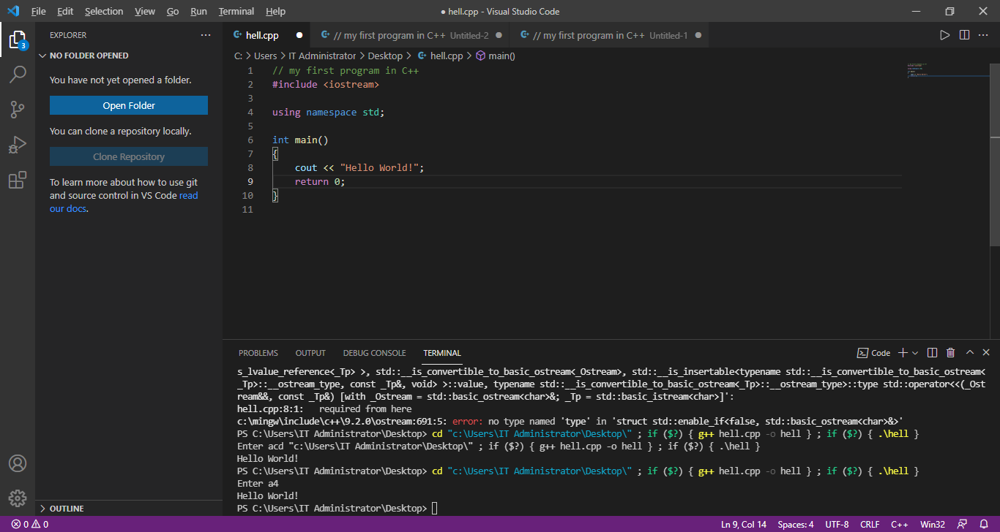 File Edit Selection View Go Run Terminal Help
● hell.cpp - Visual Studio Code
EXPLORER
NO FOLDER OPENED
You have not yet opened a folder.
Open Folder
You can clone a repository locally.
Clone Repository
To learn more about how to use git
and source control in VS Code read
our docs.
OUTLINE
3
hell.cpp ●
// my first program in C++ Untitled-2 ●
// my first program in C++ Untitled-1 ●
C: > Users > IT Administrator > Desktop > hell.cpp > main()
1 // my first program in C++
2 #include <iostream>
3
4 using namespace std;
5
6 int main()
7 {
8     cout << "Hello World!";
9     return 0;
10 }
11
PROBLEMS OUTPUT DEBUG CONSOLE TERMINAL
Code
s_lvalue_reference<_Tp> >, std::__is_convertible_to_basic_ostream<_Ostream>, std::__is_insertable<typename std::__is_convertible_to_basic_ostream<
_Tp>::__ostream_type, const _Tp&, void> >::value, typename std::__is_convertible_to_basic_ostream<_Tp>::__ostream_type>::type std::operator<<(_Ost
ream&&, const _Tp&) [with _Ostream = std::basic_ostream<char>&; _Tp = std::basic_istream<char>]':
hell.cpp:8:1:   required from here
c:\mingw\include\c++\9.2.0\ostream:691:5: error: no type named 'type' in 'struct std::enable_if<false, std::basic_ostream<char>&>'
PS C:\Users\IT Administrator\Desktop> cd "c:\Users\IT Administrator\Desktop\" ; if ($?) { g++ hell.cpp -o hell } ; if ($?) { .\hell }
Enter acd "c:\Users\IT Administrator\Desktop\" ; if ($?) { g++ hell.cpp -o hell } ; if ($?) { .\hell }
Hello World!
PS C:\Users\IT Administrator\Desktop> cd "c:\Users\IT Administrator\Desktop\" ; if ($?) { g++ hell.cpp -o hell } ; if ($?) { .\hell }
Enter a4
Hello World!
PS C:\Users\IT Administrator\Desktop>
0 0
Ln 9, Col 14 Spaces: 4 UTF-8 CRLF C++ Win32